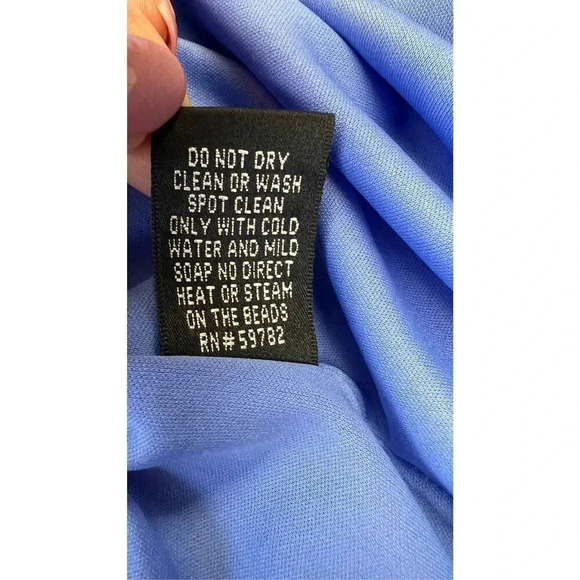 DO NOT DRY
CLEAN OR WASH
SPOT CLEAN
ONLY WITH COLD
WATER AND MILD
SOAP NO DIRECT
HEAT OR STEAM
ON THE BEADS
RN# 59782